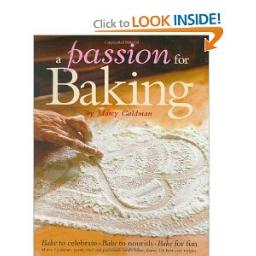 Click to LOOK INSIDE!
a passion for
Baking
by Marcy Goldman
Bake to celebrate • Bake to nourish • Bake for fun